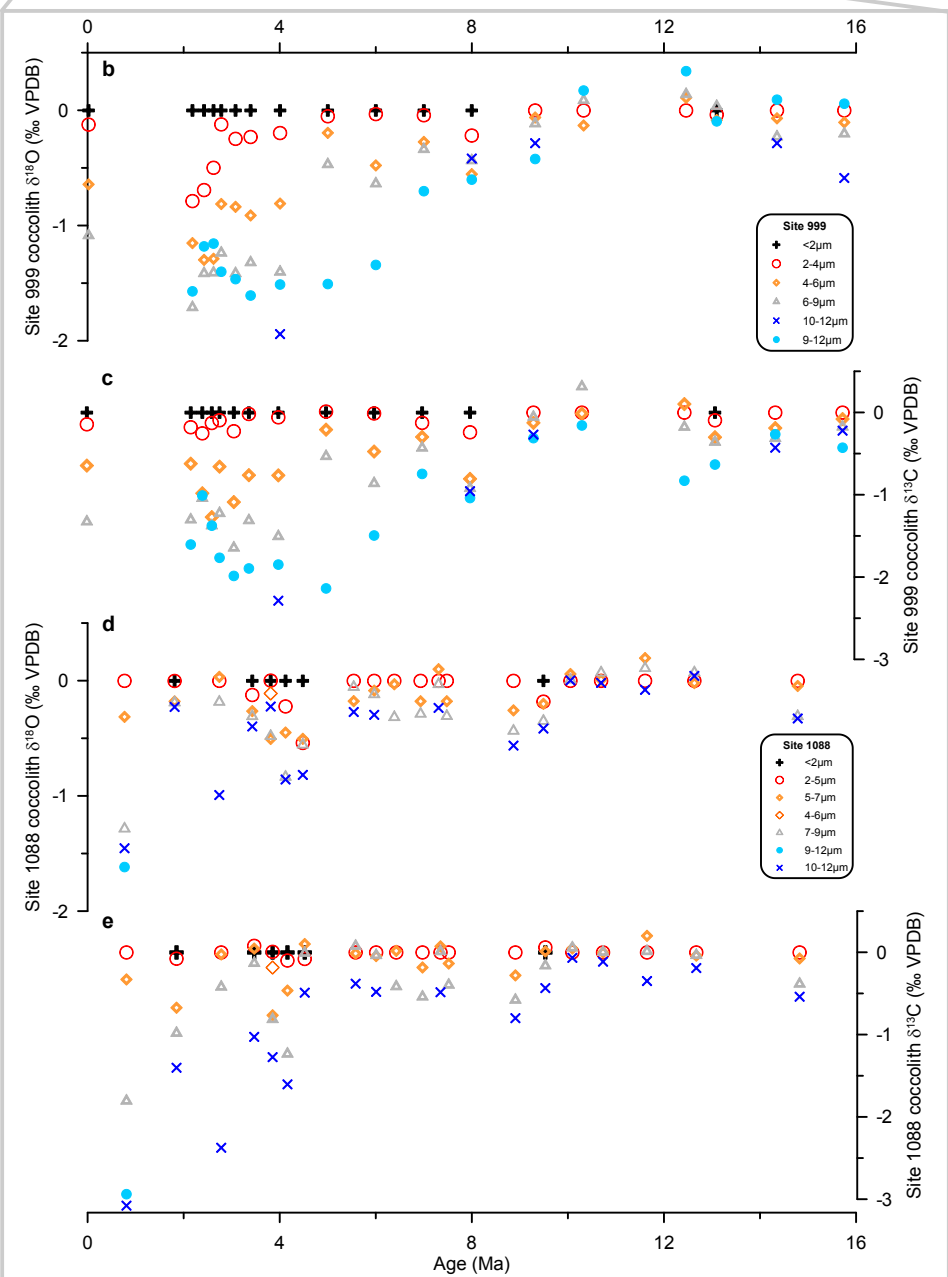 0 4 8 12 16
b
Site 999 coccolith δ18O (‰ VPDB)
0
-1
-2
Site 999
<2µm
2-4µm
4-6µm
6-9µm
10-12µm
9-12µm
c
Site 999 coccolith δ13C (‰ VPDB)
0
-1
-2
-3
d
Site 1088 coccolith δ18O (‰ VPDB)
0
-1
-2
Site 1088
<2µm
2-5µm
5-7µm
4-6µm
7-9µm
9-12µm
10-12µm
e
Site 1088 coccolith δ13C (‰ VPDB)
0
-1
-2
-3
0 4 8 12 16
Age (Ma)